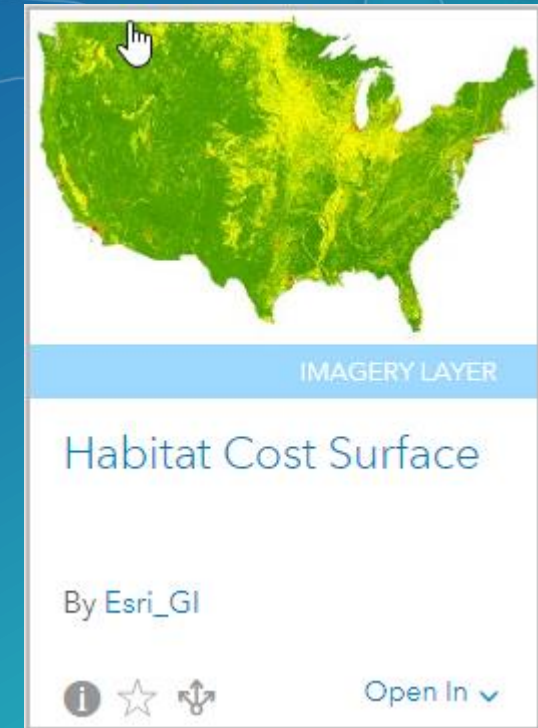 IMAGERY LAYER
Habitat Cost Surface
By Esri_GI
Open In